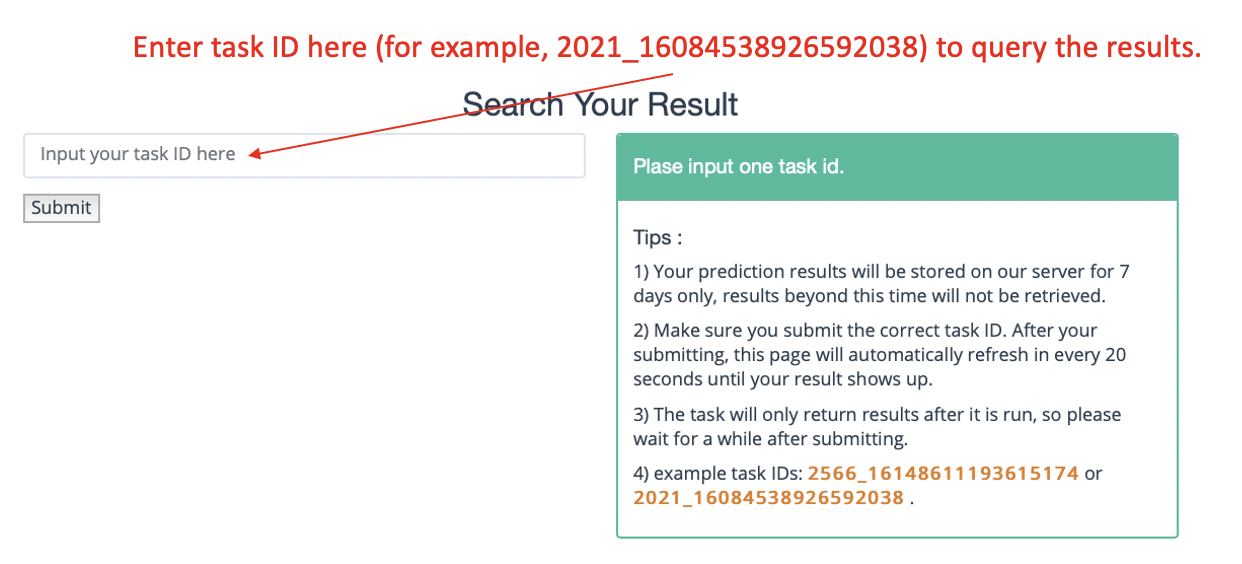 Enter task ID here (for example, 2021_16084538926592038) to query the results.
Search Your Result
Input your task ID here
Submit
Plase input one task id.
Tips :
1) Your prediction results will be stored on our server for 7
days only, results beyond this time will not be retrieved.
2) Make sure you submit the correct task ID. After your
submitting, this page will automatically refresh in every 20
seconds until your result shows up.
3) The task will only return results after it is run, so please
wait for a while after submitting.
4) example task IDs: 2566_16148611193615174 or
2021_16084538926592038 .